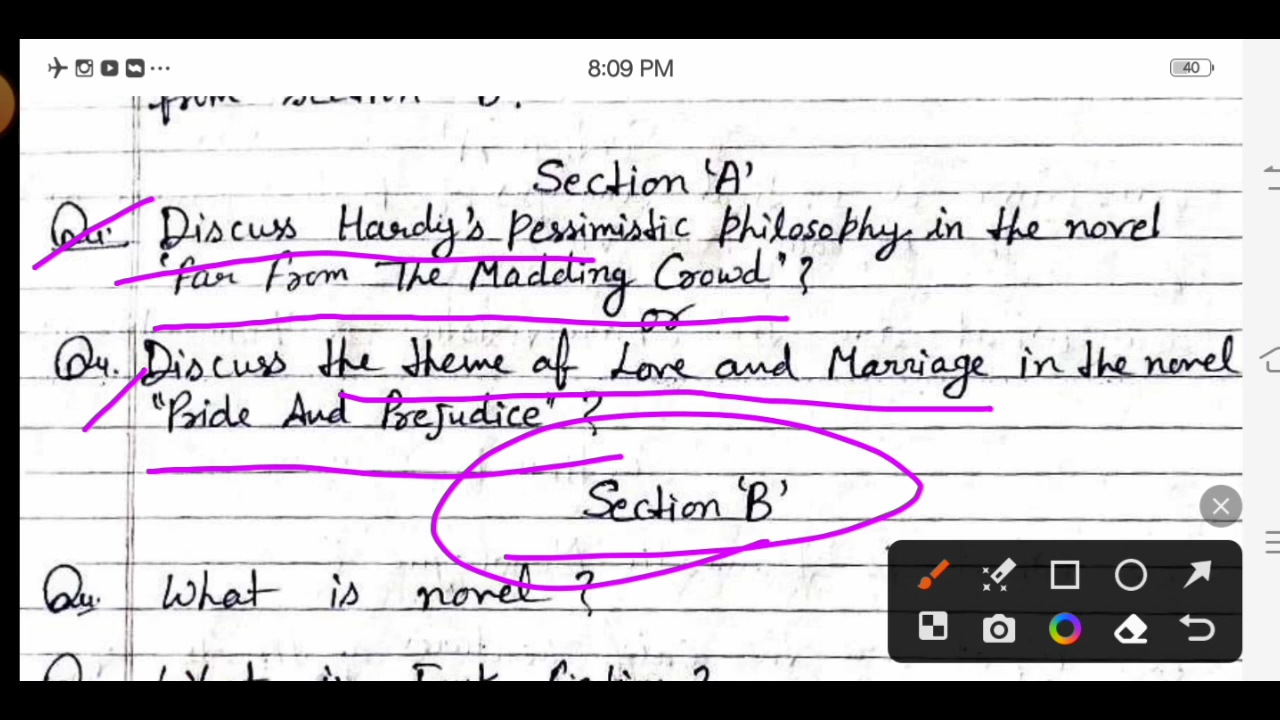 8:09 PM
40
from section
Section 'A'
Qu. Discuss Hardy's pessimistic philosophy in the novel
'far from The Madding Crowd'?
or
Qu. Discuss the theme of Love and Marriage in the novel
"Pride And Prejudice"?
Section 'B'
Qu. What is novel?